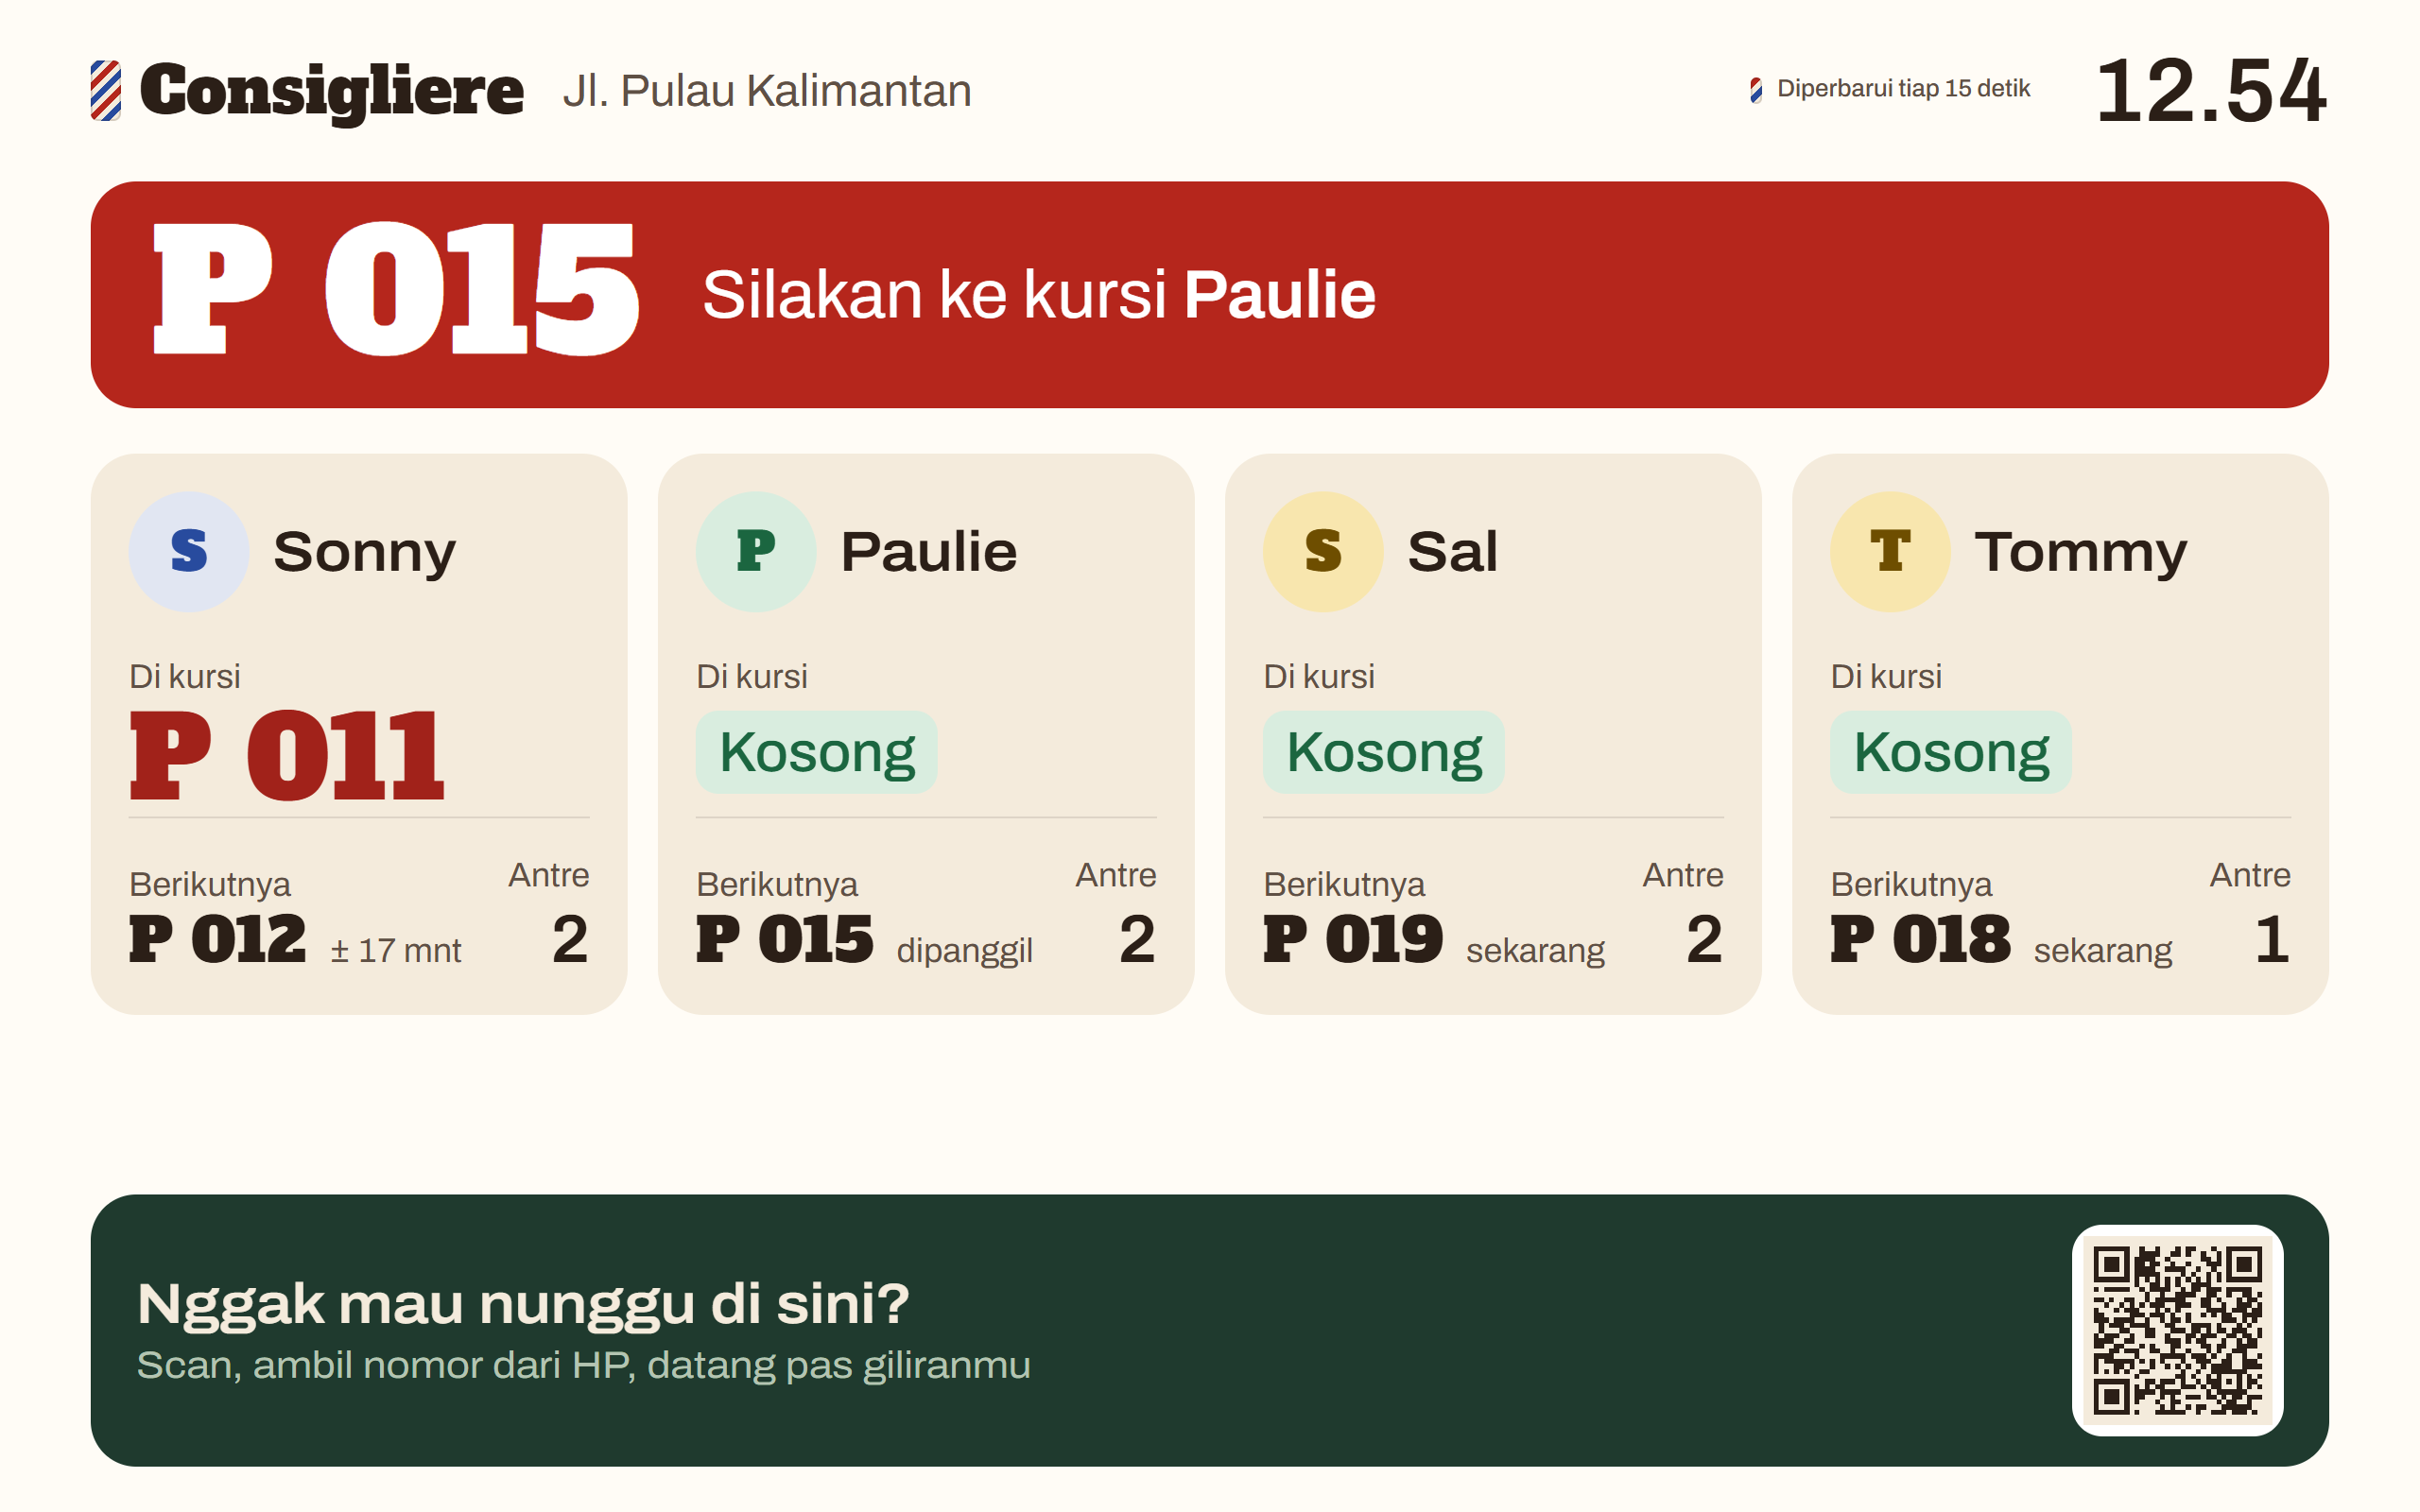 Consigliere Jl. Pulau Kalimantan Diperbarui tiap 15 detik 12.54
P 015 Silakan ke kursi Paulie
S Sonny
Di kursi
P 011
Berikutnya Antre
P 012 ± 17 mnt 2
P Paulie
Di kursi
Kosong
Berikutnya Antre
P 015 dipanggil 2
S Sal
Di kursi
Kosong
Berikutnya Antre
P 019 sekarang 2
T Tommy
Di kursi
Kosong
Berikutnya Antre
P 018 sekarang 1
Nggak mau nunggu di sini?
Scan, ambil nomor dari HP, datang pas giliranmu